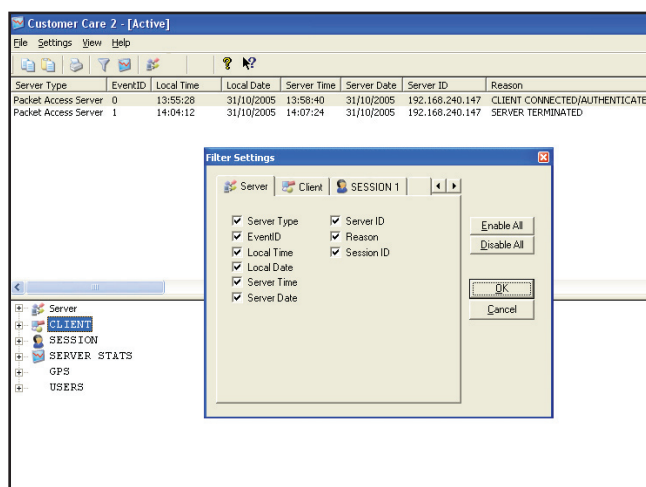 Customer Care 2 - [Active]
File Settings View Help
Server Type EventID Local Time Local Date Server Time Server Date Server ID Reason
Packet Access Server 0 13:55:28 31/10/2005 13:58:40 31/10/2005 192.168.240.147 CLIENT CONNECTED/AUTHENTICATE
Packet Access Server 1 14:04:12 31/10/2005 14:07:24 31/10/2005 192.168.240.147 SERVER TERMINATED
Filter Settings
Server Client SESSION 1
Server Type Server ID
EventID Reason
Local Time Session ID
Local Date
Server Time
Server Date
Enable All
Disable All
OK
Cancel
Server
CLIENT
SESSION
SERVER STATS
GPS
USERS